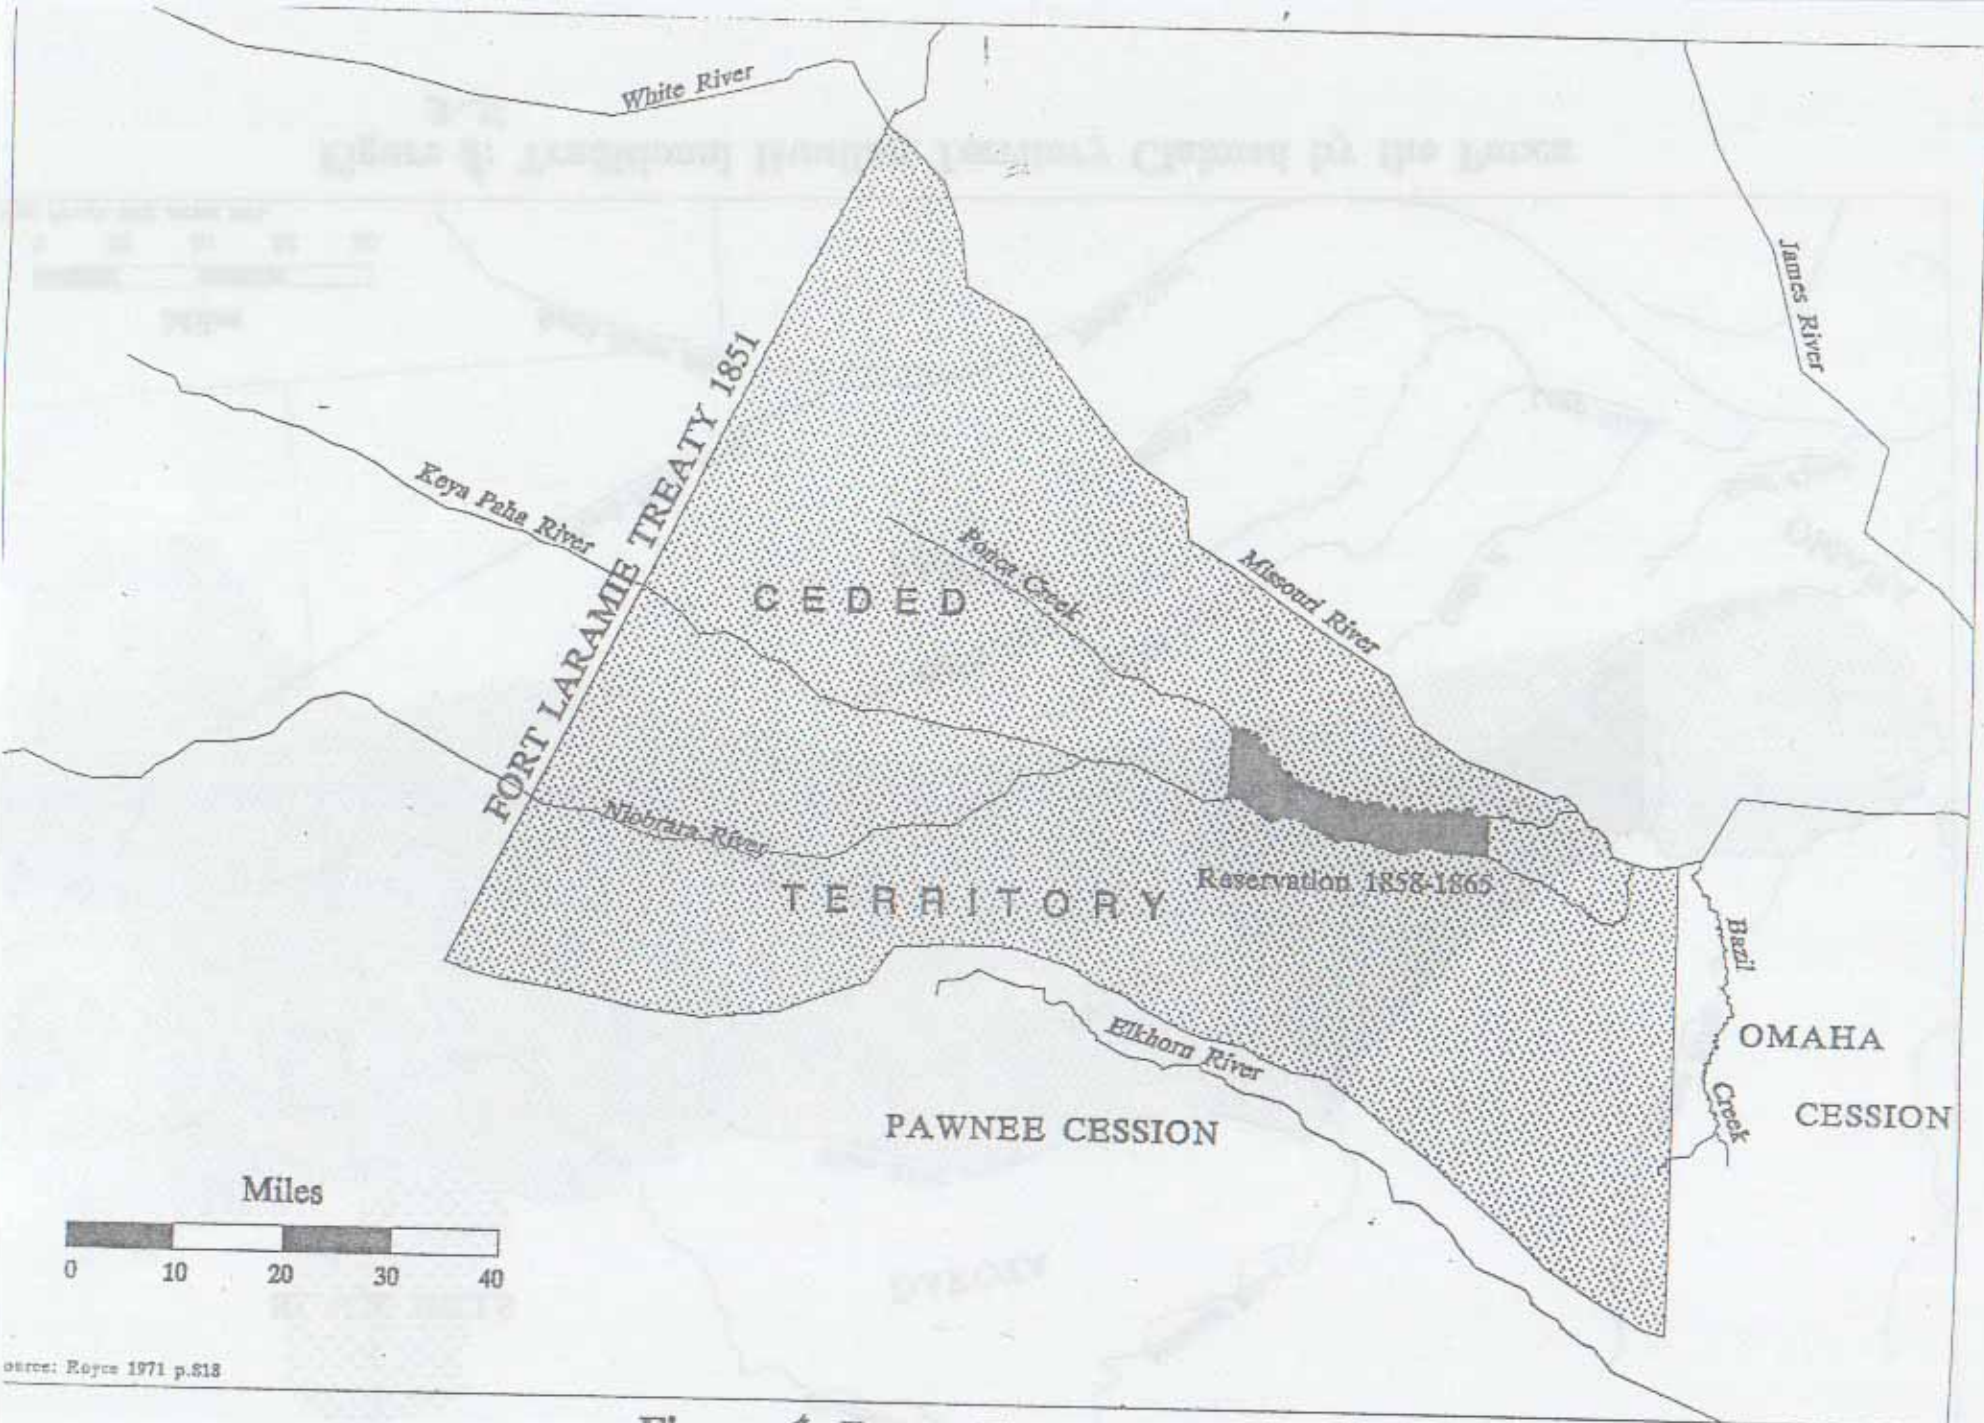 White River
James River
FORT LARAMIE TREATY 1851
Keya Paha River
Ponca Creek
Missouri River
CEDED
Niobrara River
TERRITORY
Reservation 1858-1865
Bazil
Creek
Elkhorn River
OMAHA
CESSION
PAWNEE CESSION
Miles
0 10 20 30 40
ource: Royce 1971 p.818